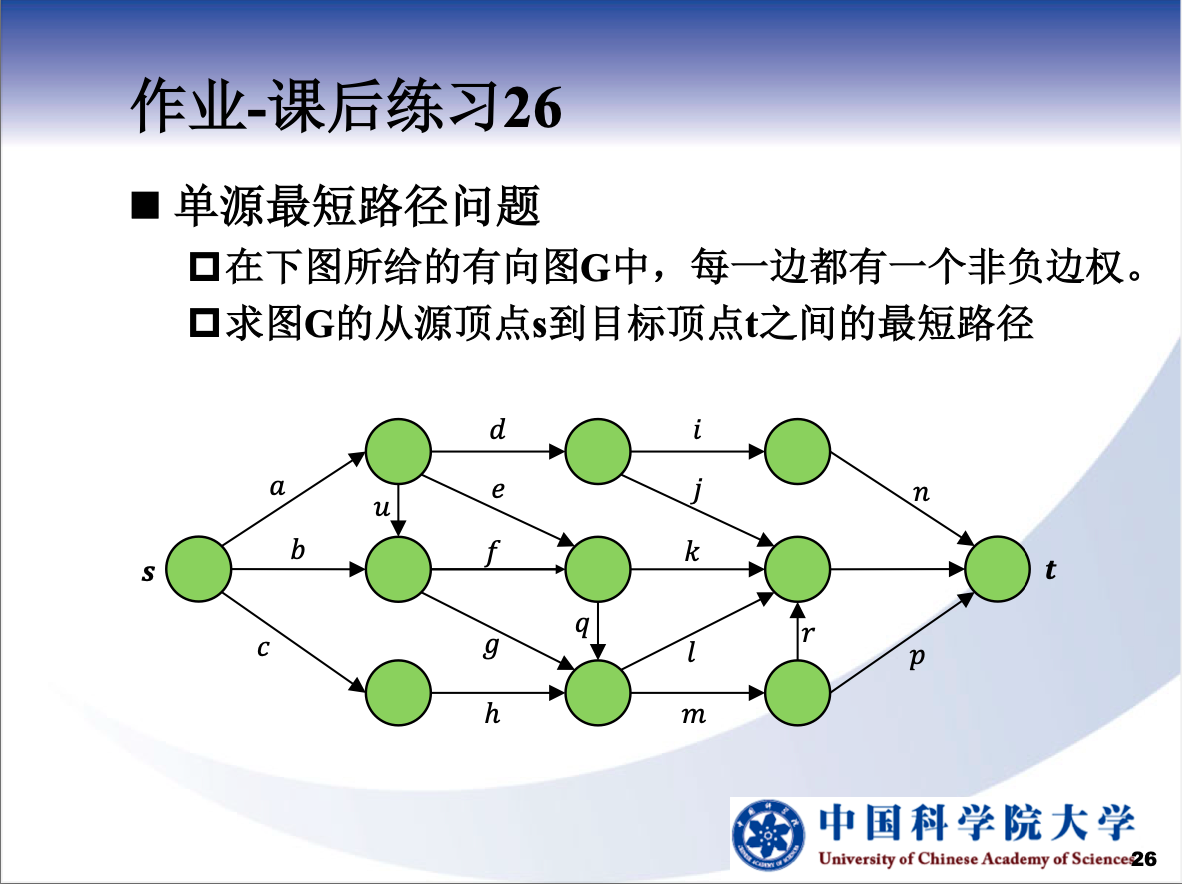 作业-课后练习26
单源最短路径问题
在下图所给的有向图G中，每一边都有一个非负边权。
求图G的从源顶点s到目标顶点t之间的最短路径
d
i
a
e
j
n
u
b
f
k
s
t
q
c
g
l
r
p
h
m
中国科学院大学
University of Chinese Academy of Sciences
26